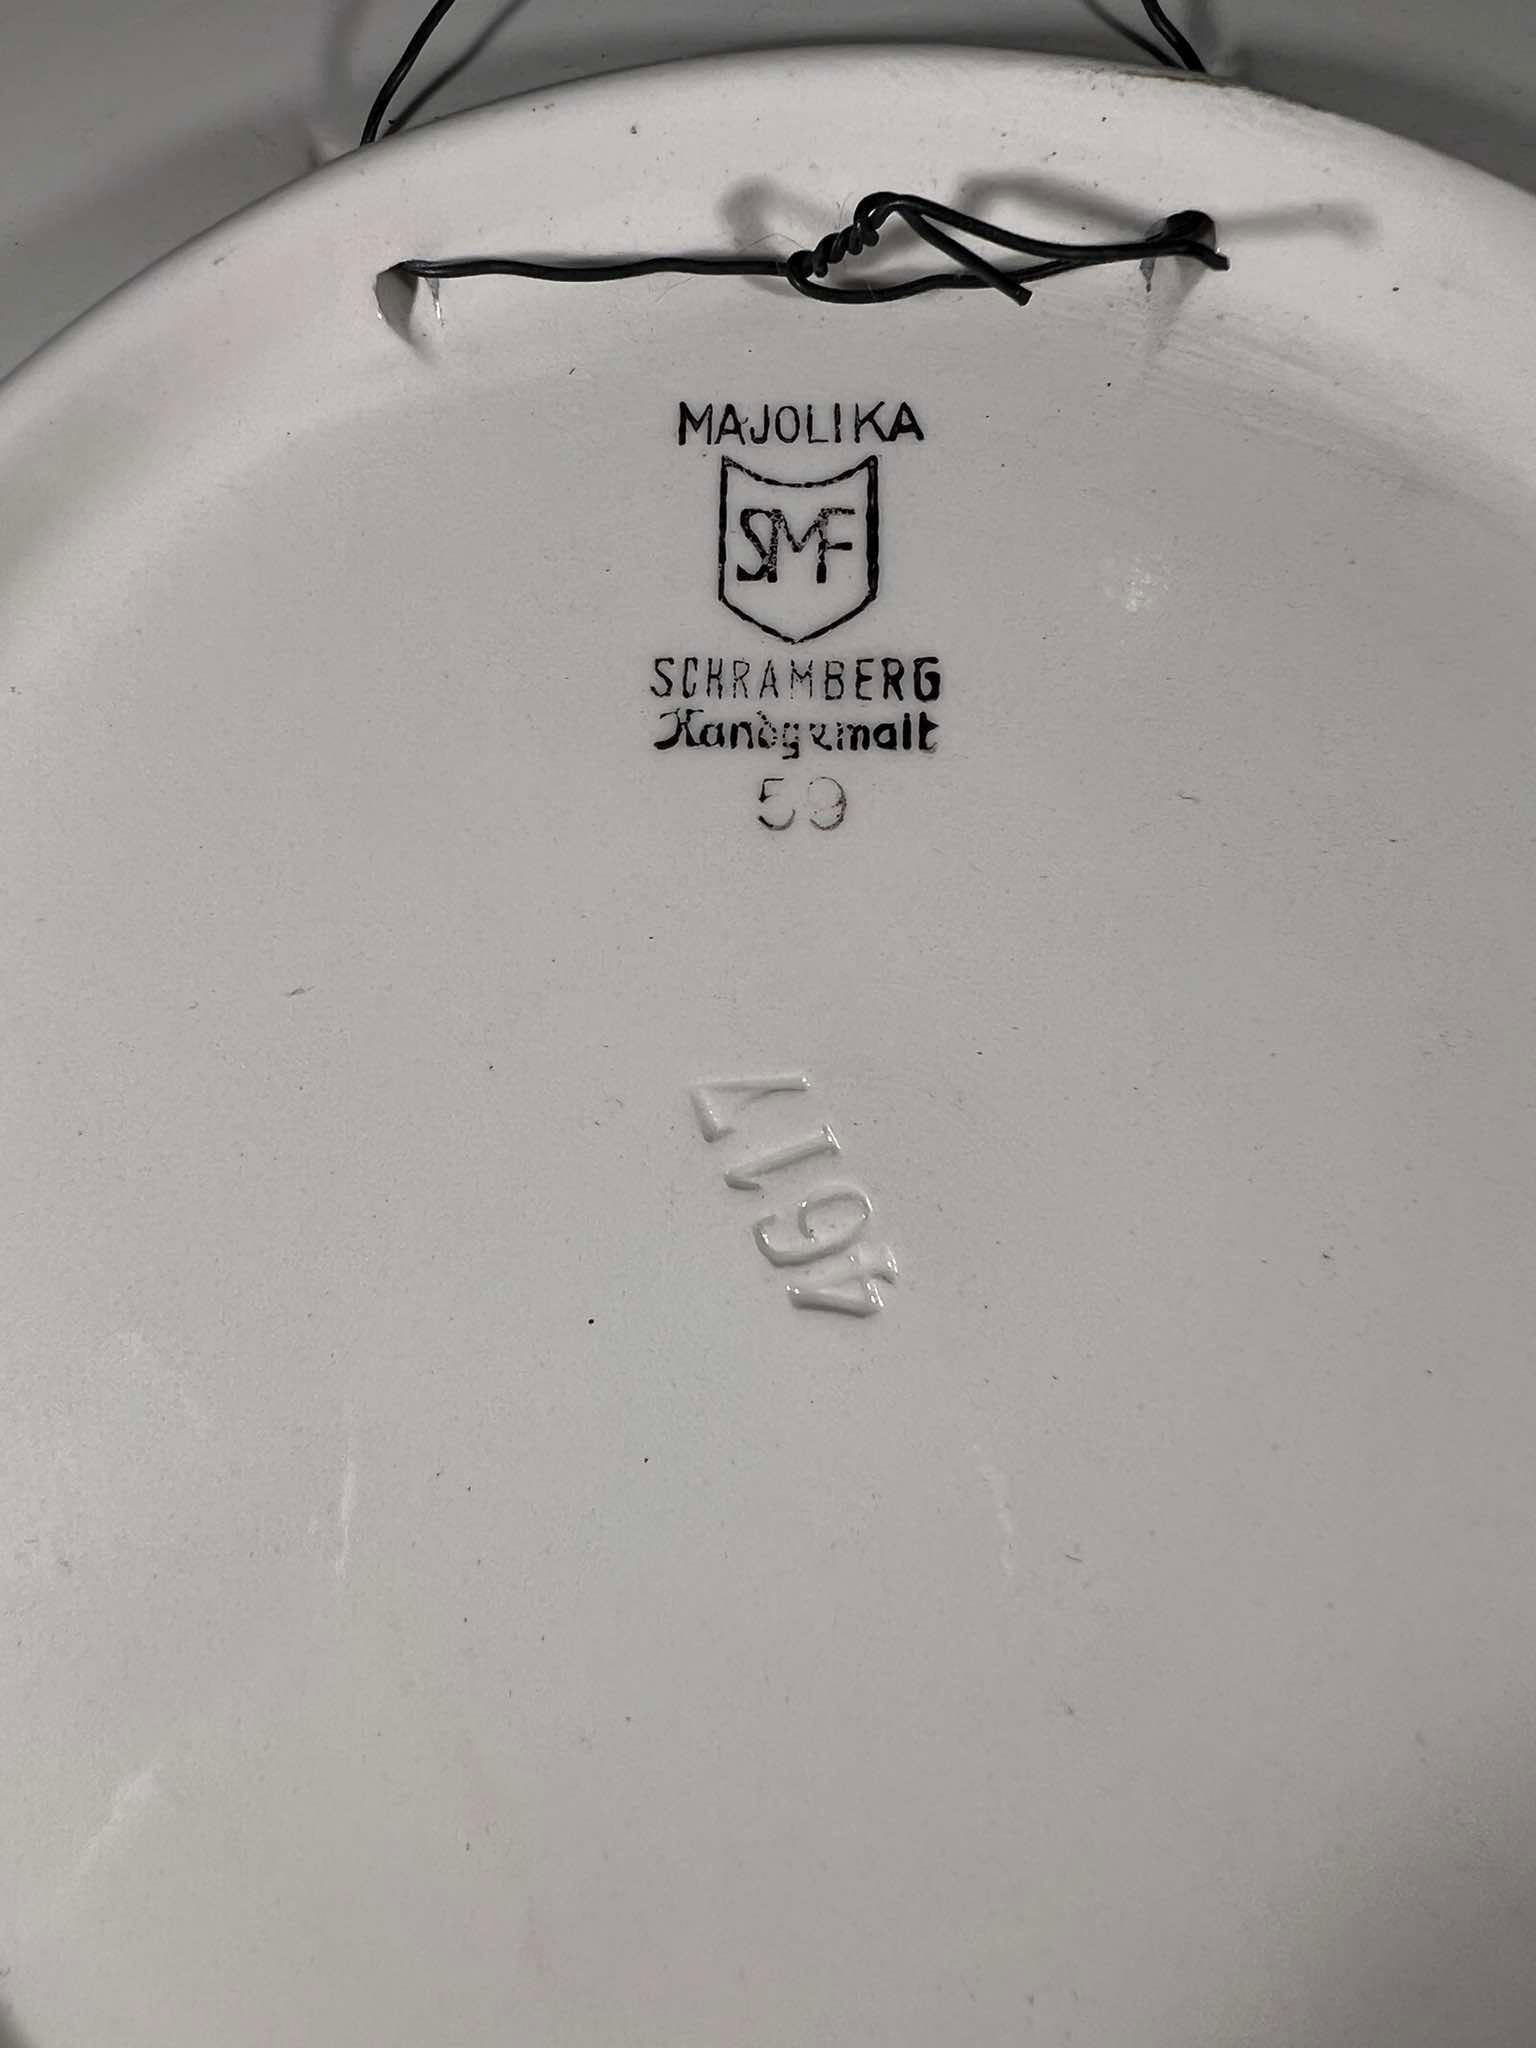 MAJOLIKA
SMF
SCHRAMBERG
Handgemalt
59
4617